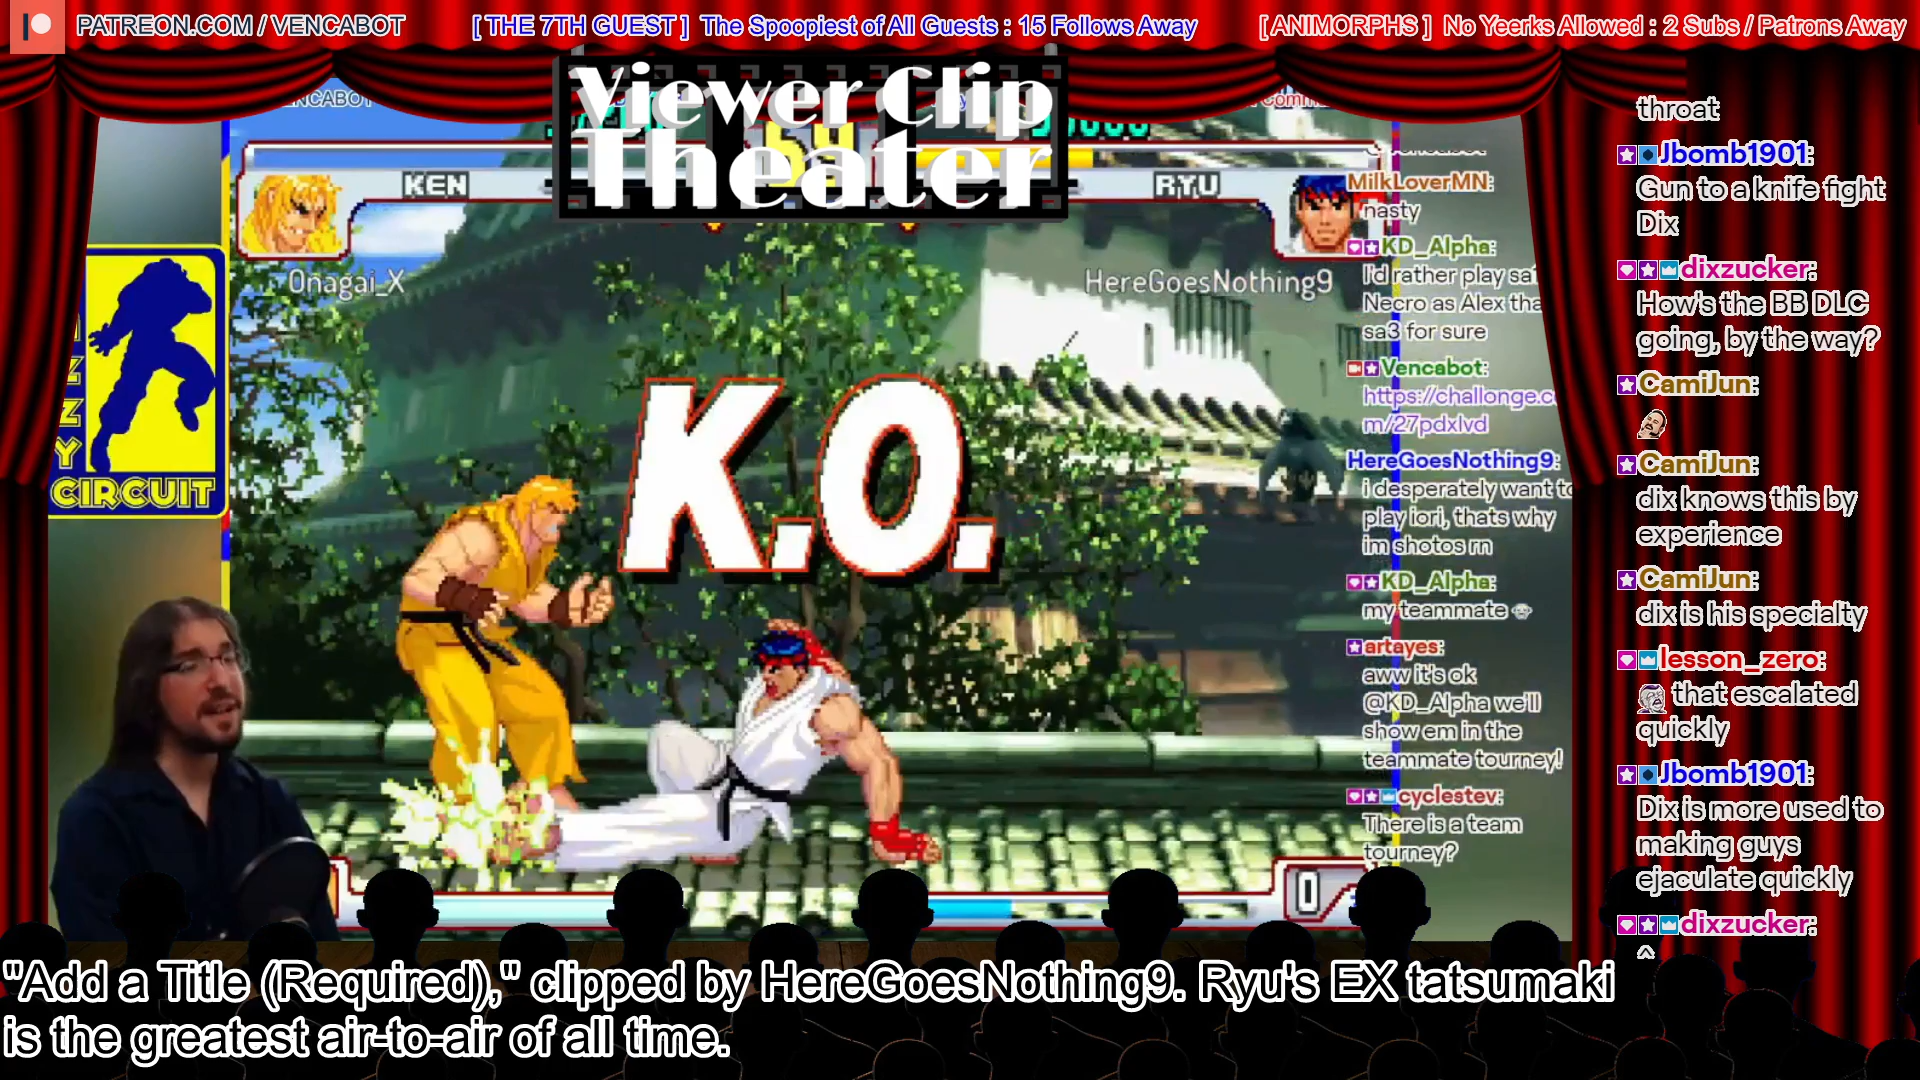 PATREON.COM / VENCABOT
[ THE 7TH GUEST ] The Spoopiest of All Guests : 15 Follows Away
[ ANIMORPHS ] No Yeerks Allowed : 2 Subs / Patrons Away
Viewer Clip
Theater
KEN
RYU
Onagai_X
HereGoesNothing9
K.O.
CIRCUIT
0
MilkLoverMN:
nasty
KD_Alpha:
I'd rather play sa1
Necro as Alex tha
sa3 for sure
Vencabot:
https://challonge.c
m/27pdxlvd
HereGoesNothing9:
i desperately want to
play iori, thats why
im shotos rn
KD_Alpha:
my teammate
artayes:
aww it's ok
@KD_Alpha we'll
show em in the
teammate tourney!
cyclestev:
There is a team
tourney?
throat
Jbomb1901:
Gun to a knife fight
Dix
dixzucker:
How's the BB DLC
going, by the way?
CamiJun:
CamiJun:
dix knows this by
experience
CamiJun:
dix is his specialty
lesson_zero:
that escalated
quickly
Jbomb1901:
Dix is more used to
making guys
ejaculate quickly
dixzucker:
^
"Add a Title (Required)," clipped by HereGoesNothing9. Ryu's EX tatsumaki
is the greatest air-to-air of all time.